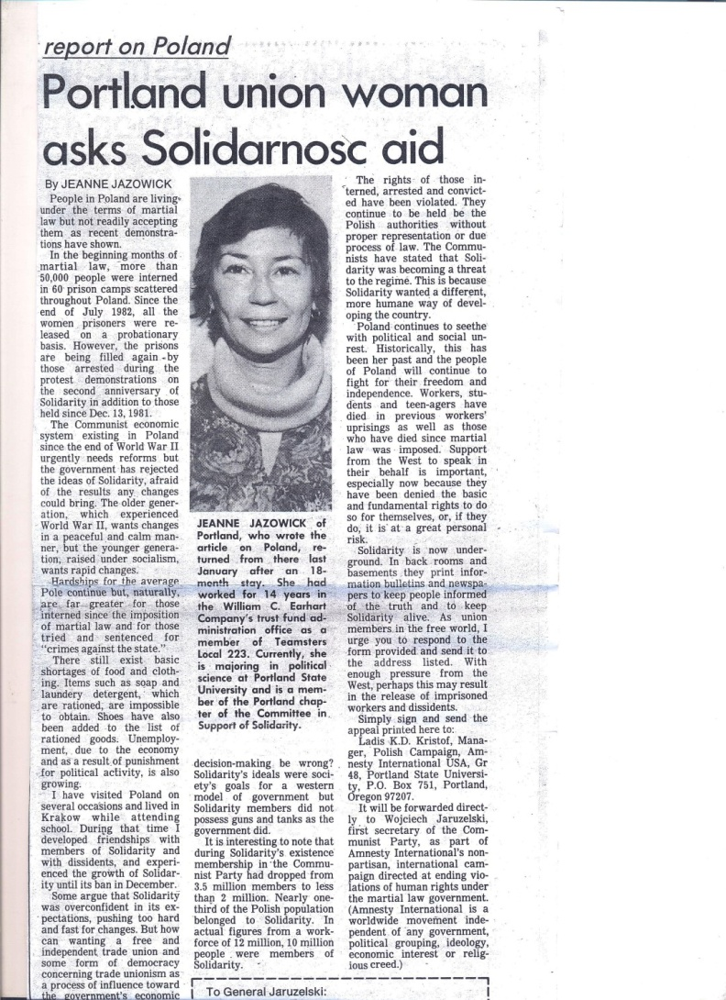 report on Poland
Portland union woman
asks Solidarnosc aid
By JEANNE JAZOWICK
People in Poland are living
under the terms of martial
law but not readily accepting
them as recent demonstra-
tions have shown.
In the beginning months of
martial law, more than
50,000 people were interned
in 60 prison camps scattered
throughout Poland. Since the
end of July 1982, all the
women prisoners were re-
leased on a probationary
basis. However, the prisons
are being filled again by
those arrested during the
protest demonstrations on
the second anniversary of
Solidarity in addition to those
held since Dec. 13, 1981.
The Communist economic
system existing in Poland
since the end of World War II
urgently needs reforms but
the government has rejected
the ideas of Solidarity, afraid
of the results any changes
could bring. The older gener-
ation, which experienced
World War II, wants changes
in a peaceful and calm man-
ner, but the younger genera-
tion, raised under socialism,
wants rapid changes.
Hardships for the average
Pole continue but, naturally,
are far greater for those
interned since the imposition
of martial law and for those
tried and sentenced for
"crimes against the state."
There still exist basic
shortages of food and cloth-
ing. Items such as soap and
laundery detergent, which
are rationed, are impossible
to obtain. Shoes have also
been added to the list of
rationed goods. Unemploy-
ment, due to the economy
and as a result of punishment
for political activity, is also
growing.
I have visited Poland on
several occasions and lived in
Krakow while attending
school. During that time I
developed friendships with
members of Solidarity and
with dissidents, and experi-
enced the growth of Solidar-
ity until its ban in December.
Some argue that Solidarity
was overconfident in its ex-
pectations, pushing too hard
and fast for changes. But how
can wanting a free and
independent trade union and
some form of democracy
concerning trade unionism as
a process of influence toward
the government's economic
JEANNE JAZOWICK of
Portland, who wrote the
article on Poland, re-
turned from there last
January after an 18-
month stay. She had
worked for 14 years in
the William C. Earhart
Company's trust fund ad-
ministration office as a
member of Teamsters
Local 223. Currently, she
is majoring in political
science at Portland State
University and is a mem-
ber of the Portland chap-
ter of the Committee in
Support of Solidarity.
decision-making be wrong?
Solidarity's ideals were soci-
ety's goals for a western
model of government but
Solidarity members did not
possess guns and tanks as the
government did.
It is interesting to note that
during Solidarity's existence
membership in the Commu-
nist Party had dropped from
3.5 million members to less
than 2 million. Nearly one-
third of the Polish population
belonged to Solidarity. In
actual figures from a work-
force of 12 million, 10 million
people were members of
Solidarity.
The rights of those in-
terned, arrested and convict-
ed have been violated. They
continue to be held be the
Polish authorities without
proper representation or due
process of law. The Commu-
nists have stated that Soli-
darity was becoming a threat
to the regime. This is because
Solidarity wanted a different,
more humane way of devel-
oping the country.
Poland continues to seethe
with political and social un-
rest. Historically, this has
been her past and the people
of Poland will continue to
fight for their freedom and
independence. Workers, stu-
dents and teen-agers have
died in previous workers'
uprisings as well as those
who have died since martial
law was imposed. Support
from the West to speak in
their behalf is important,
especially now because they
have been denied the basic
and fundamental rights to do
so for themselves, or, if they
do, it is at a great personal
risk.
Solidarity is now under-
ground. In back rooms and
basements they print infor-
mation bulletins and newspa-
pers to keep people informed
of the truth and to keep
Solidarity alive. As union
members in the free world, I
urge you to respond to the
form provided and send it to
the address listed. With
enough pressure from the
West, perhaps this may result
in the release of imprisoned
workers and dissidents.
Simply sign and send the
appeal printed here to:
Ladis K.D. Kristof, Mana-
ger, Polish Campaign, Am-
nesty International USA, Gr
48, Portland State Universi-
ty, P.O. Box 751, Portland,
Oregon 97207.
It will be forwarded direct-
ly to Wojciech Jaruzelski,
first secretary of the Com-
munist Party, as part of
Amnesty International's non-
partisan, international cam-
paign directed at ending vio-
lations of human rights under
the martial law government.
(Amnesty International is a
worldwide movement inde-
pendent of any government,
political grouping, ideology,
economic interest or relig-
ious creed.)
To General Jaruzelski: